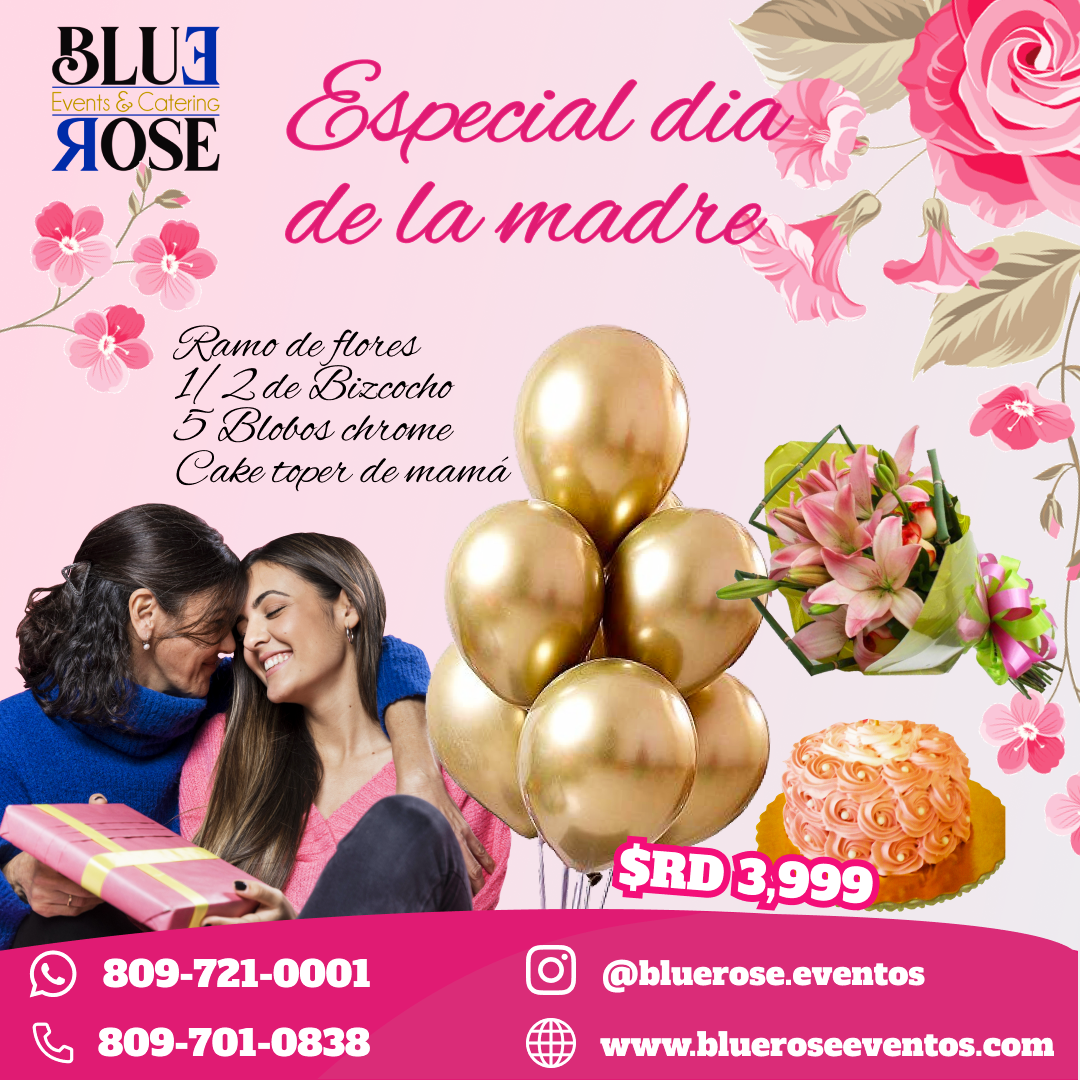 BLUE
Events & Catering
ROSE
Especial dia
de la madre
Ramo de flores
1/2 de Bizcocho
5 Blobos chrome
Cake toper de mamá
$RD 3,999
809-721-0001
@bluerose.eventos
809-701-0838
www.blueroseeventos.com